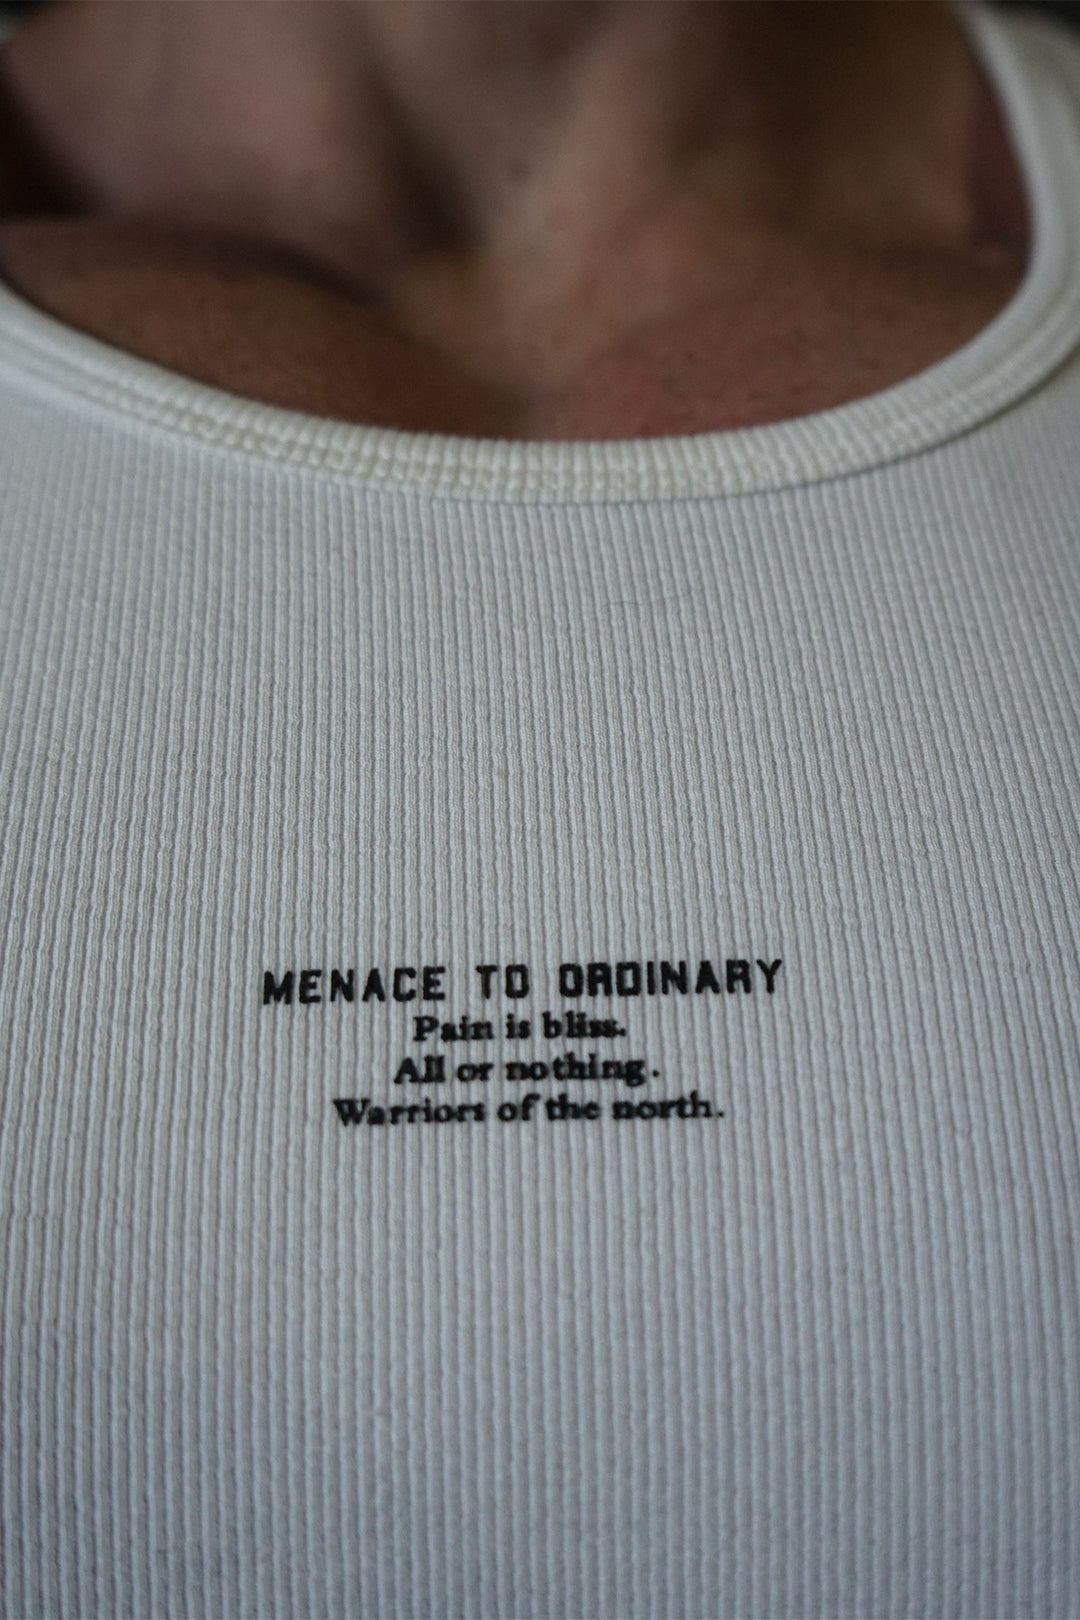 MENACE TO ORDINARY
Pain is bliss.
All or nothing.
Warriors of the north.